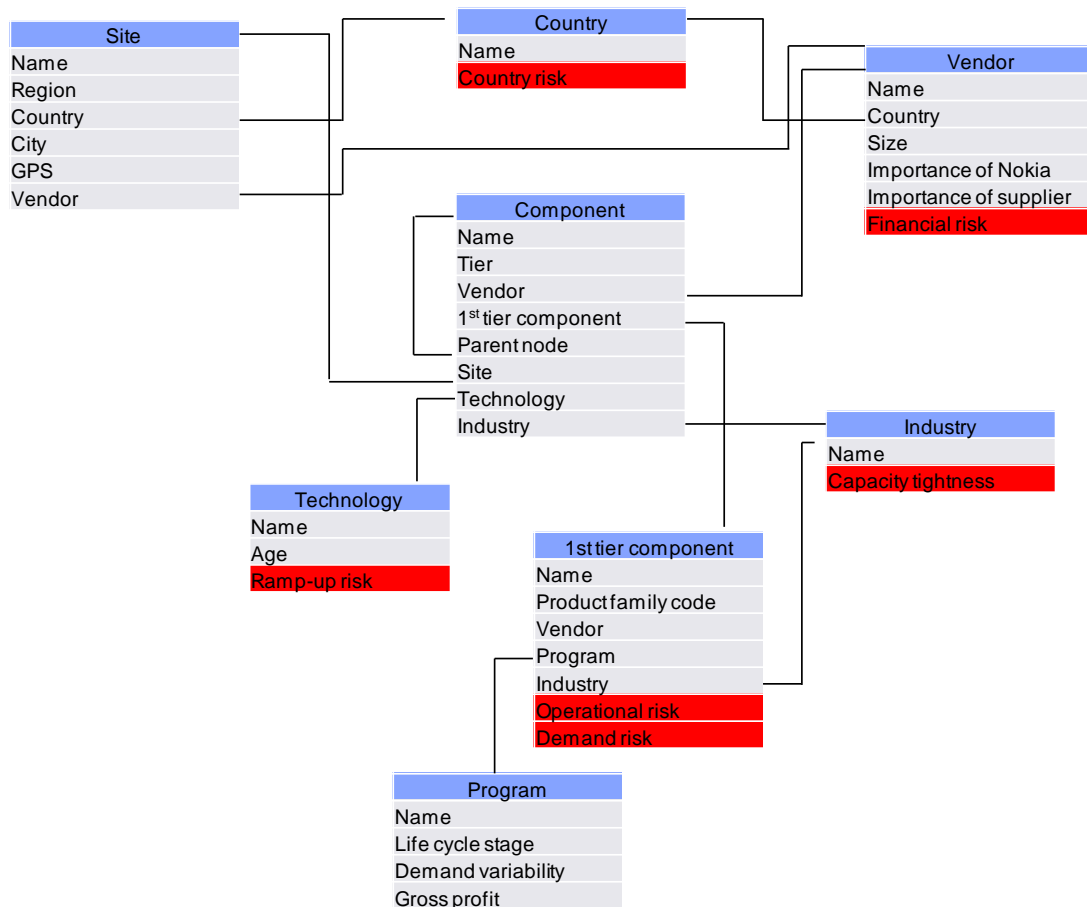 Site
Name
Region
Country
City
GPS
Vendor
Country
Name
Country risk
Vendor
Name
Country
Size
Importance of Nokia
Importance of supplier
Financial risk
Component
Name
Tier
Vendor
1st tier component
Parent node
Site
Technology
Industry
Industry
Name
Capacity tightness
Technology
Name
Age
Ramp-up risk
1st tier component
Name
Product family code
Vendor
Program
Industry
Operational risk
Demand risk
Program
Name
Life cycle stage
Demand variability
Gross profit